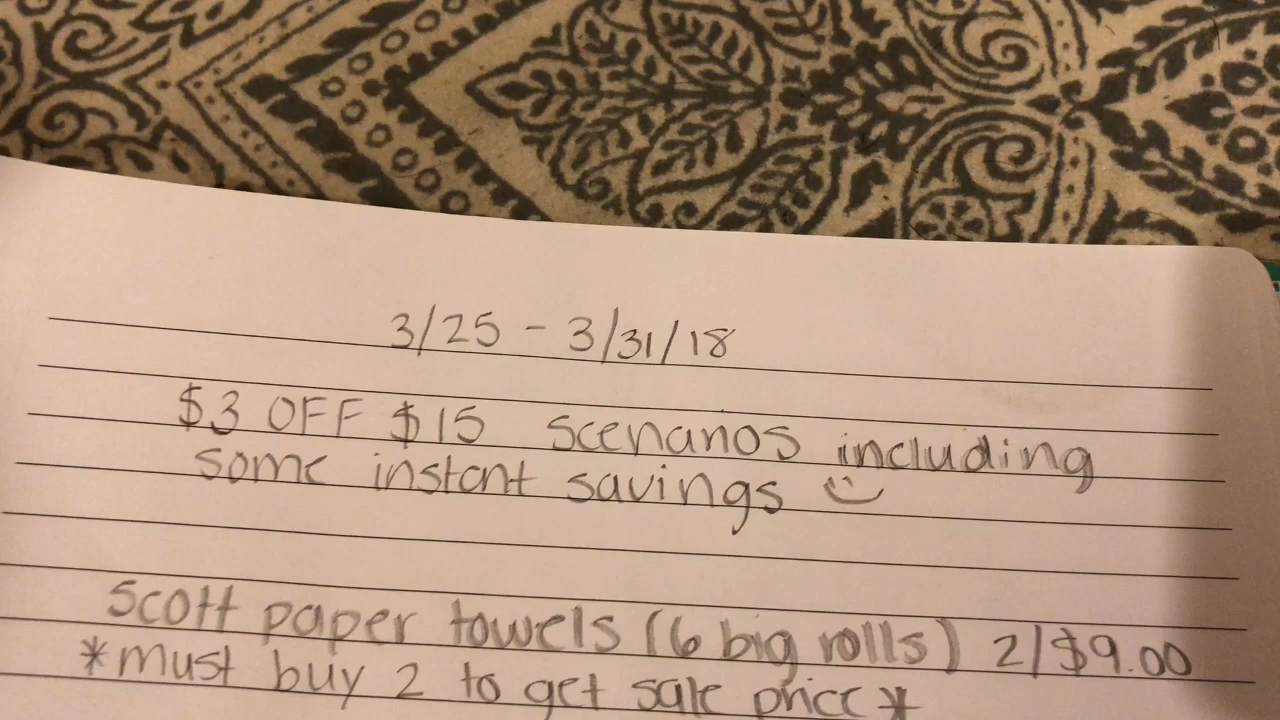 3/25 - 3/31/18
$3 OFF $15 scenarios including
some instant savings
Scott paper towels (6 big rolls) 2/$9.00
*must buy 2 to get sale price*